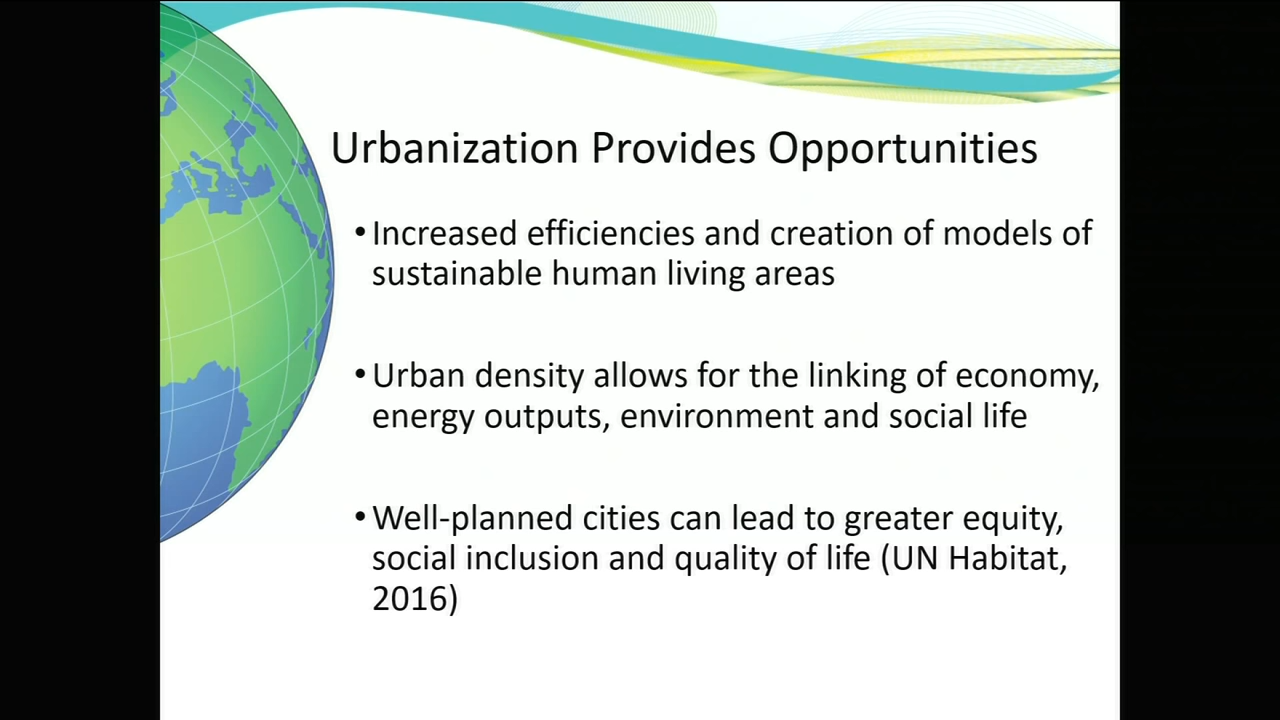 Urbanization Provides Opportunities
•Increased efficiencies and creation of models of
sustainable human living areas
•Urban density allows for the linking of economy,
energy outputs, environment and social life
•Well-planned cities can lead to greater equity,
social inclusion and quality of life (UN Habitat,
2016)